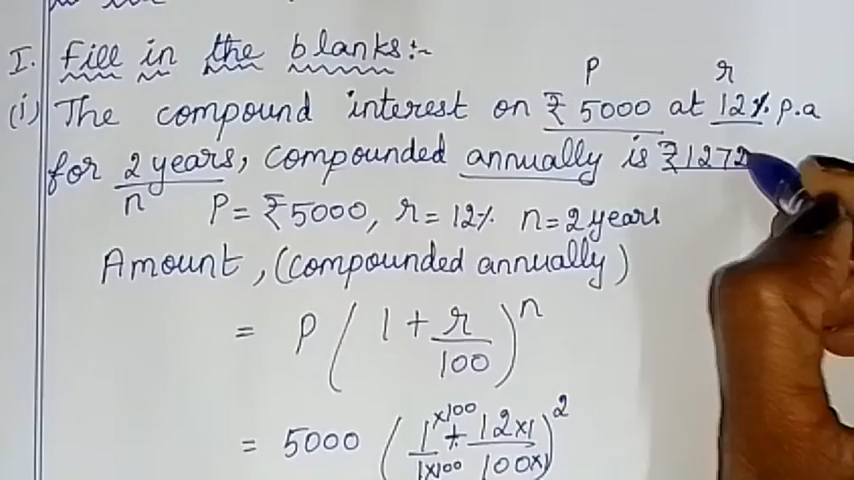 I. Fill in the blanks:-
P r
(i) The compound interest on ₹ 5000 at 12% p.a
for 2 years, compounded annually is ₹1272
n
P = ₹5000, r = 12% n = 2 years
Amount, (compounded annually)
= P ( 1 + r/100 )^n
= 5000 ( 1×100/1×100 + 12×1/100×1 )^2